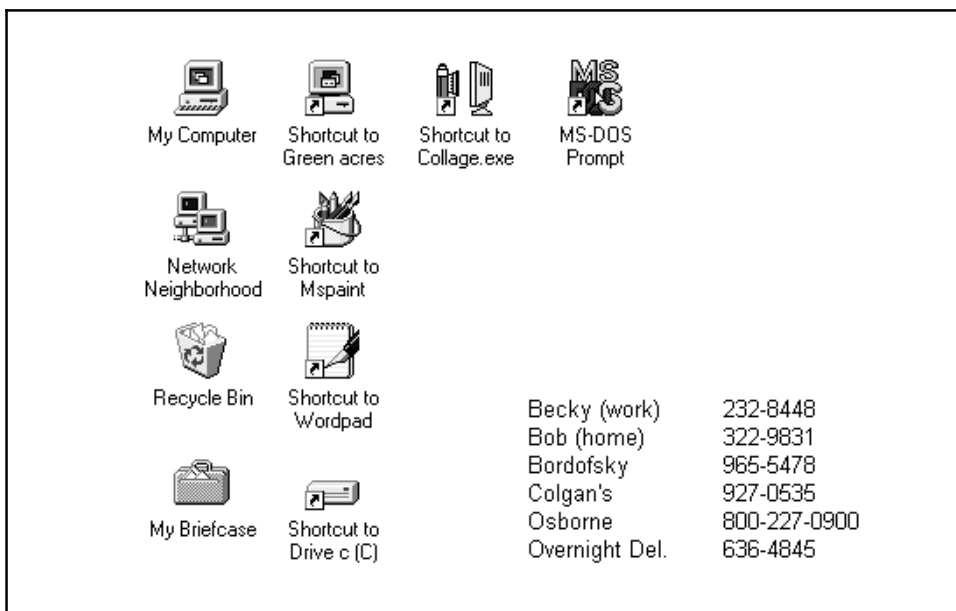 My Computer
Shortcut to
Green acres
Shortcut to
Collage.exe
MS-DOS
Prompt
Network
Neighborhood
Shortcut to
Mspaint
Recycle Bin
Shortcut to
Wordpad
My Briefcase
Shortcut to
Drive c (C)
Becky (work) 232-8448
Bob (home) 322-9831
Bordofsky 965-5478
Colgan's 927-0535
Osborne 800-227-0900
Overnight Del. 636-4845